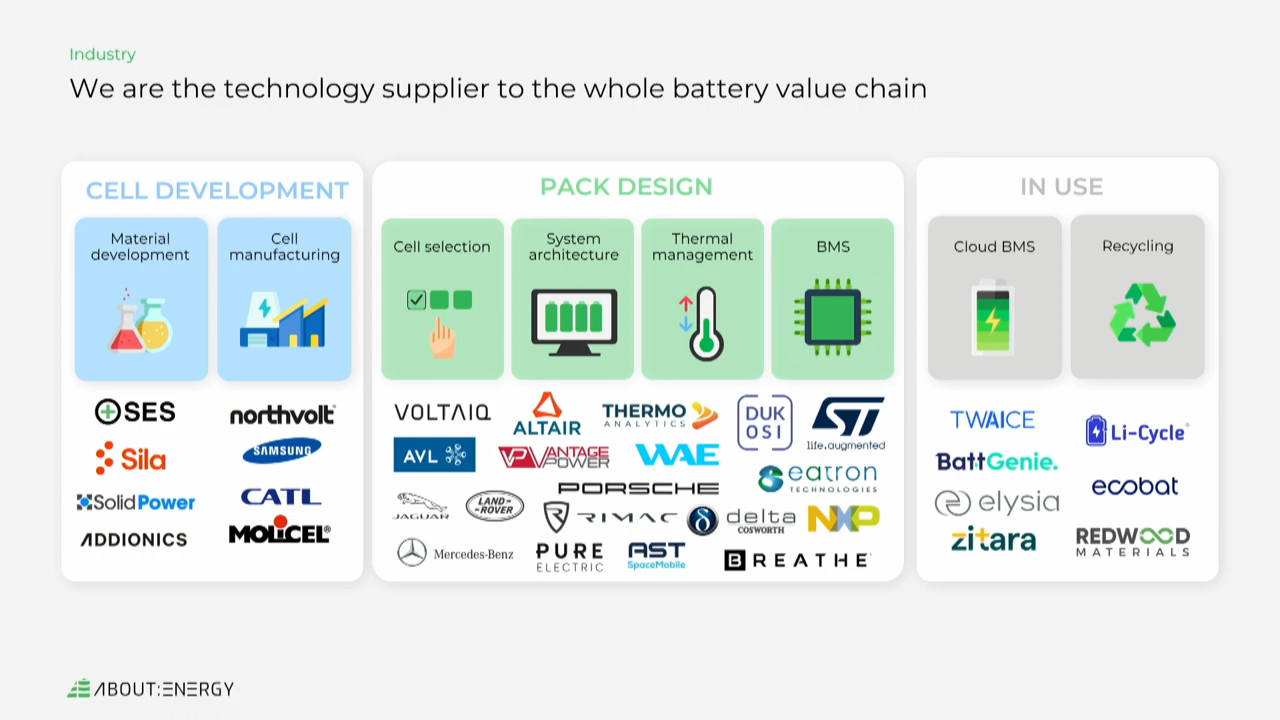 Industry
We are the technology supplier to the whole battery value chain
CELL DEVELOPMENT
Material
development
Cell
manufacturing
SES
northvolt
Sila
SAMSUNG
Solid Power
CATL
ADDIONICS
MOLiCEL®
PACK DESIGN
Cell selection
System
architecture
Thermal
management
BMS
VOLTAIQ
ALTAIR
THERMO
ANALYTICS
DUK
OSI
ST
life.augmented
AVL
VP VANTAGE
POWER
WAE
eatron
TECHNOLOGIES
PORSCHE
JAGUAR
LAND-
ROVER
RIMAC
delta
COSWORTH
NXP
Mercedes-Benz
PURE
ELECTRIC
AST
SpaceMobile
BREATHE
IN USE
Cloud BMS
Recycling
TWAICE
Li-Cycle
BattGenie.
ecobat
elysia
zitara
REDWOOD
MATERIALS
ABOUT:ENERGY